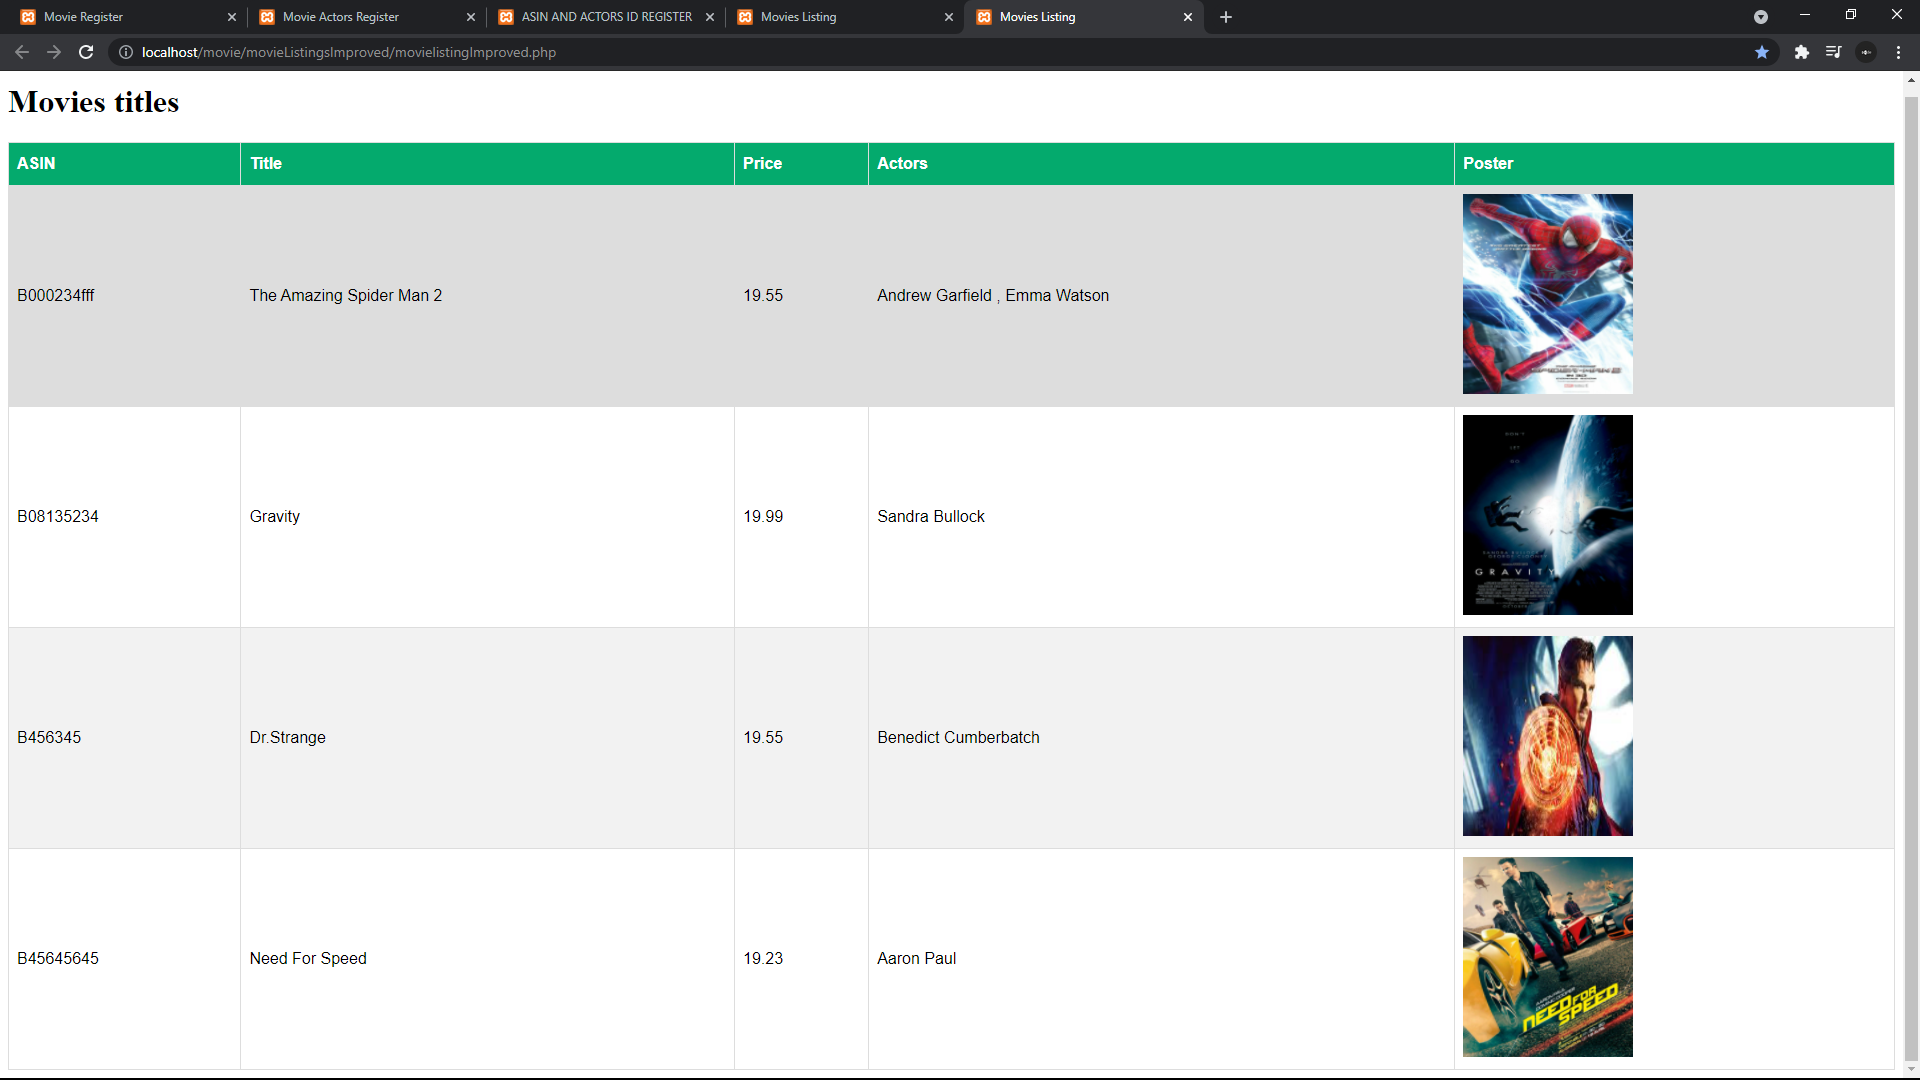 Movie Register
Movie Actors Register
ASIN AND ACTORS ID REGISTER
Movies Listing
Movies Listing
localhost/movie/movieListingsImproved/movielistingImproved.php
Movies titles
ASIN Title Price Actors Poster
B000234fff The Amazing Spider Man 2 19.55 Andrew Garfield , Emma Watson
B08135234 Gravity 19.99 Sandra Bullock
DON'T
LET
GO
GRAVITY
B456345 Dr.Strange 19.55 Benedict Cumberbatch
B45645645 Need For Speed 19.23 Aaron Paul
NEED FOR
SPEED